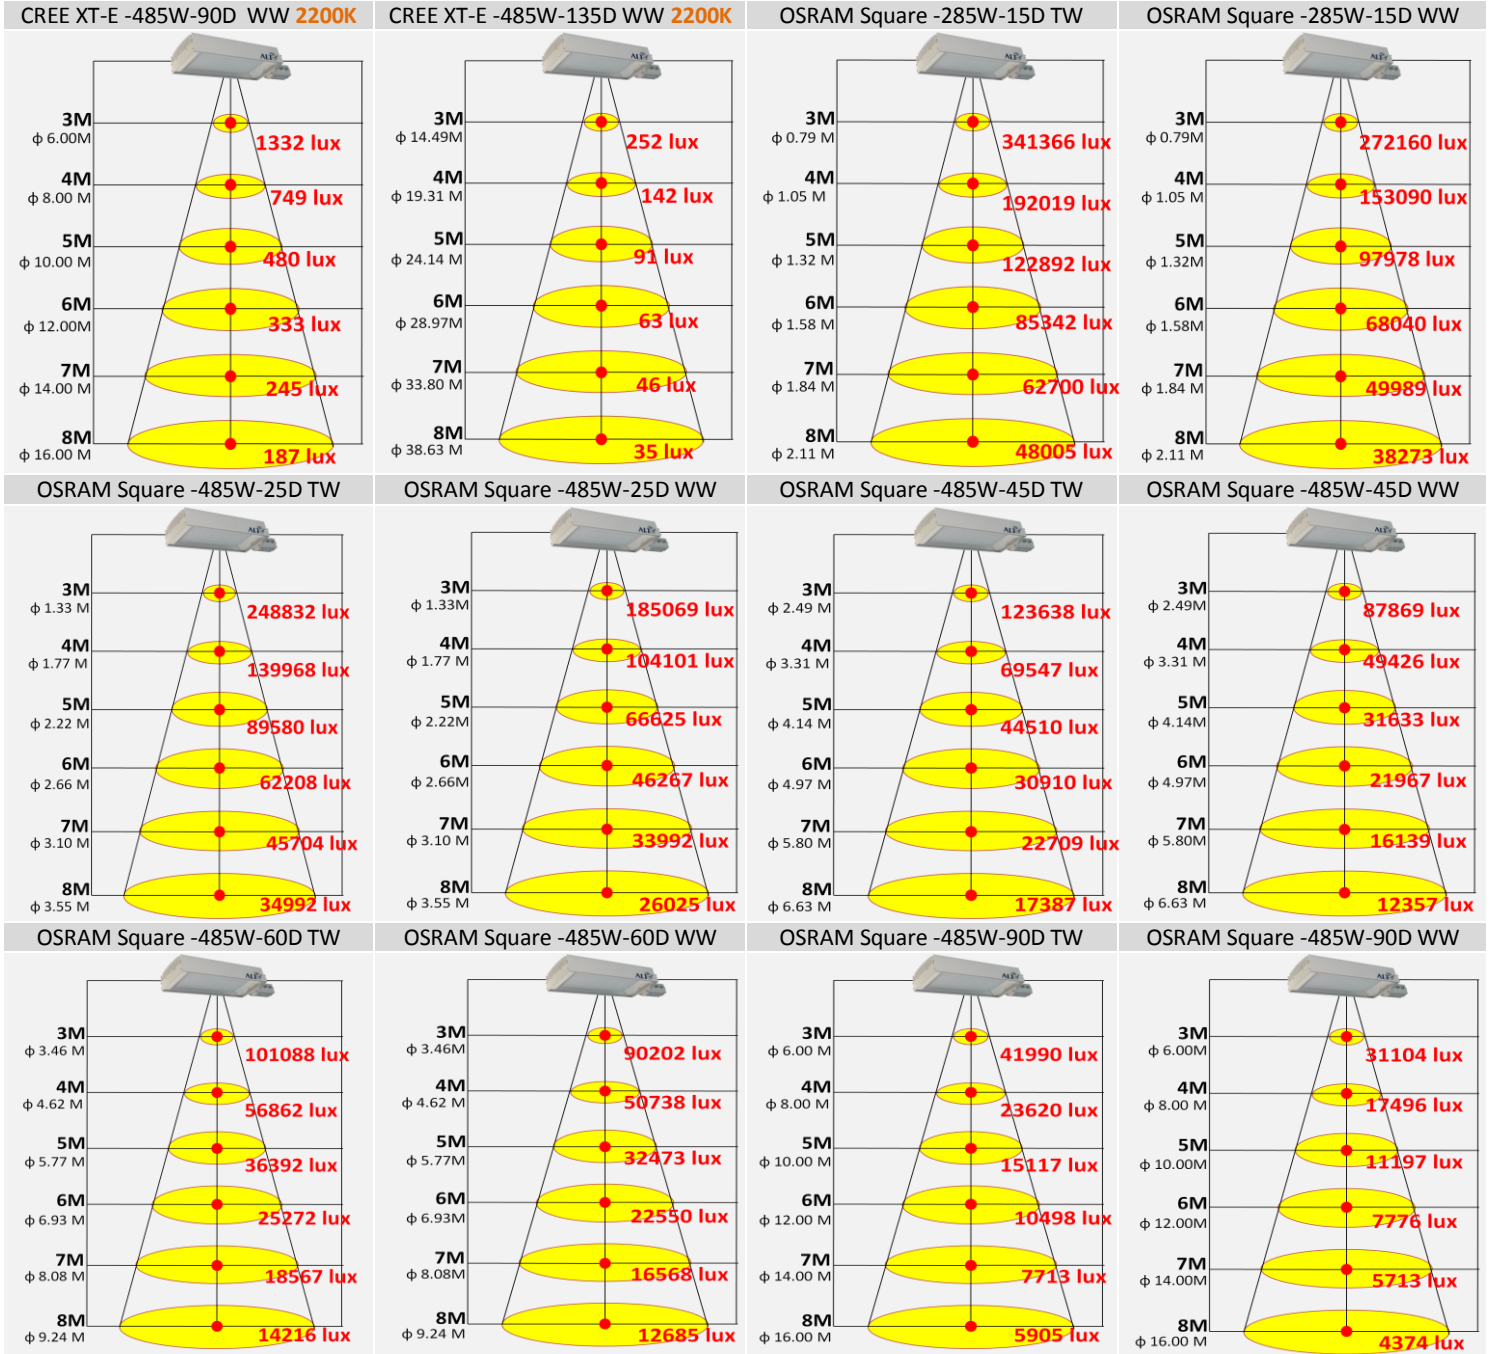 CREE XT-E -485W-90D WW 2200K
3M
ф 6.00M
1332 lux
4M
ф 8.00 M
749 lux
5M
ф 10.00 M
480 lux
6M
ф 12.00M
333 lux
7M
ф 14.00 M
245 lux
8M
ф 16.00 M
187 lux
CREE XT-E -485W-135D WW 2200K
3M
ф 14.49M
252 lux
4M
ф 19.31 M
142 lux
5M
ф 24.14 M
91 lux
6M
ф 28.97M
63 lux
7M
ф 33.80 M
46 lux
8M
ф 38.63 M
35 lux
OSRAM Square -285W-15D TW
3M
ф 0.79 M
341366 lux
4M
ф 1.05 M
192019 lux
5M
ф 1.32 M
122892 lux
6M
ф 1.58 M
85342 lux
7M
ф 1.84 M
62700 lux
8M
ф 2.11 M
48005 lux
OSRAM Square -285W-15D WW
3M
ф 0.79M
272160 lux
4M
ф 1.05 M
153090 lux
5M
ф 1.32M
97978 lux
6M
ф 1.58M
68040 lux
7M
ф 1.84 M
49989 lux
8M
ф 2.11 M
38273 lux
OSRAM Square -485W-25D TW
3M
ф 1.33 M
248832 lux
4M
ф 1.77 M
139968 lux
5M
ф 2.22 M
89580 lux
6M
ф 2.66 M
62208 lux
7M
ф 3.10 M
45704 lux
8M
ф 3.55 M
34992 lux
OSRAM Square -485W-25D WW
3M
ф 1.33M
185069 lux
4M
ф 1.77 M
104101 lux
5M
ф 2.22M
66625 lux
6M
ф 2.66M
46267 lux
7M
ф 3.10 M
33992 lux
8M
ф 3.55 M
26025 lux
OSRAM Square -485W-45D TW
3M
ф 2.49 M
123638 lux
4M
ф 3.31 M
69547 lux
5M
ф 4.14 M
44510 lux
6M
ф 4.97 M
30910 lux
7M
ф 5.80 M
22709 lux
8M
ф 6.63 M
17387 lux
OSRAM Square -485W-45D WW
3M
ф 2.49M
87869 lux
4M
ф 3.31 M
49426 lux
5M
ф 4.14M
31633 lux
6M
ф 4.97M
21967 lux
7M
ф 5.80M
16139 lux
8M
ф 6.63 M
12357 lux
OSRAM Square -485W-60D TW
3M
ф 3.46 M
101088 lux
4M
ф 4.62 M
56862 lux
5M
ф 5.77 M
36392 lux
6M
ф 6.93 M
25272 lux
7M
ф 8.08 M
18567 lux
8M
ф 9.24 M
14216 lux
OSRAM Square -485W-60D WW
3M
ф 3.46M
90202 lux
4M
ф 4.62 M
50738 lux
5M
ф 5.77M
32473 lux
6M
ф 6.93M
22550 lux
7M
ф 8.08M
16568 lux
8M
ф 9.24 M
12685 lux
OSRAM Square -485W-90D TW
3M
ф 6.00 M
41990 lux
4M
ф 8.00 M
23620 lux
5M
ф 10.00 M
15117 lux
6M
ф 12.00 M
10498 lux
7M
ф 14.00 M
7713 lux
8M
ф 16.00 M
5905 lux
OSRAM Square -485W-90D WW
3M
ф 6.00M
31104 lux
4M
ф 8.00 M
17496 lux
5M
ф 10.00M
11197 lux
6M
ф 12.00M
7776 lux
7M
ф 14.00M
5713 lux
8M
ф 16.00 M
4374 lux